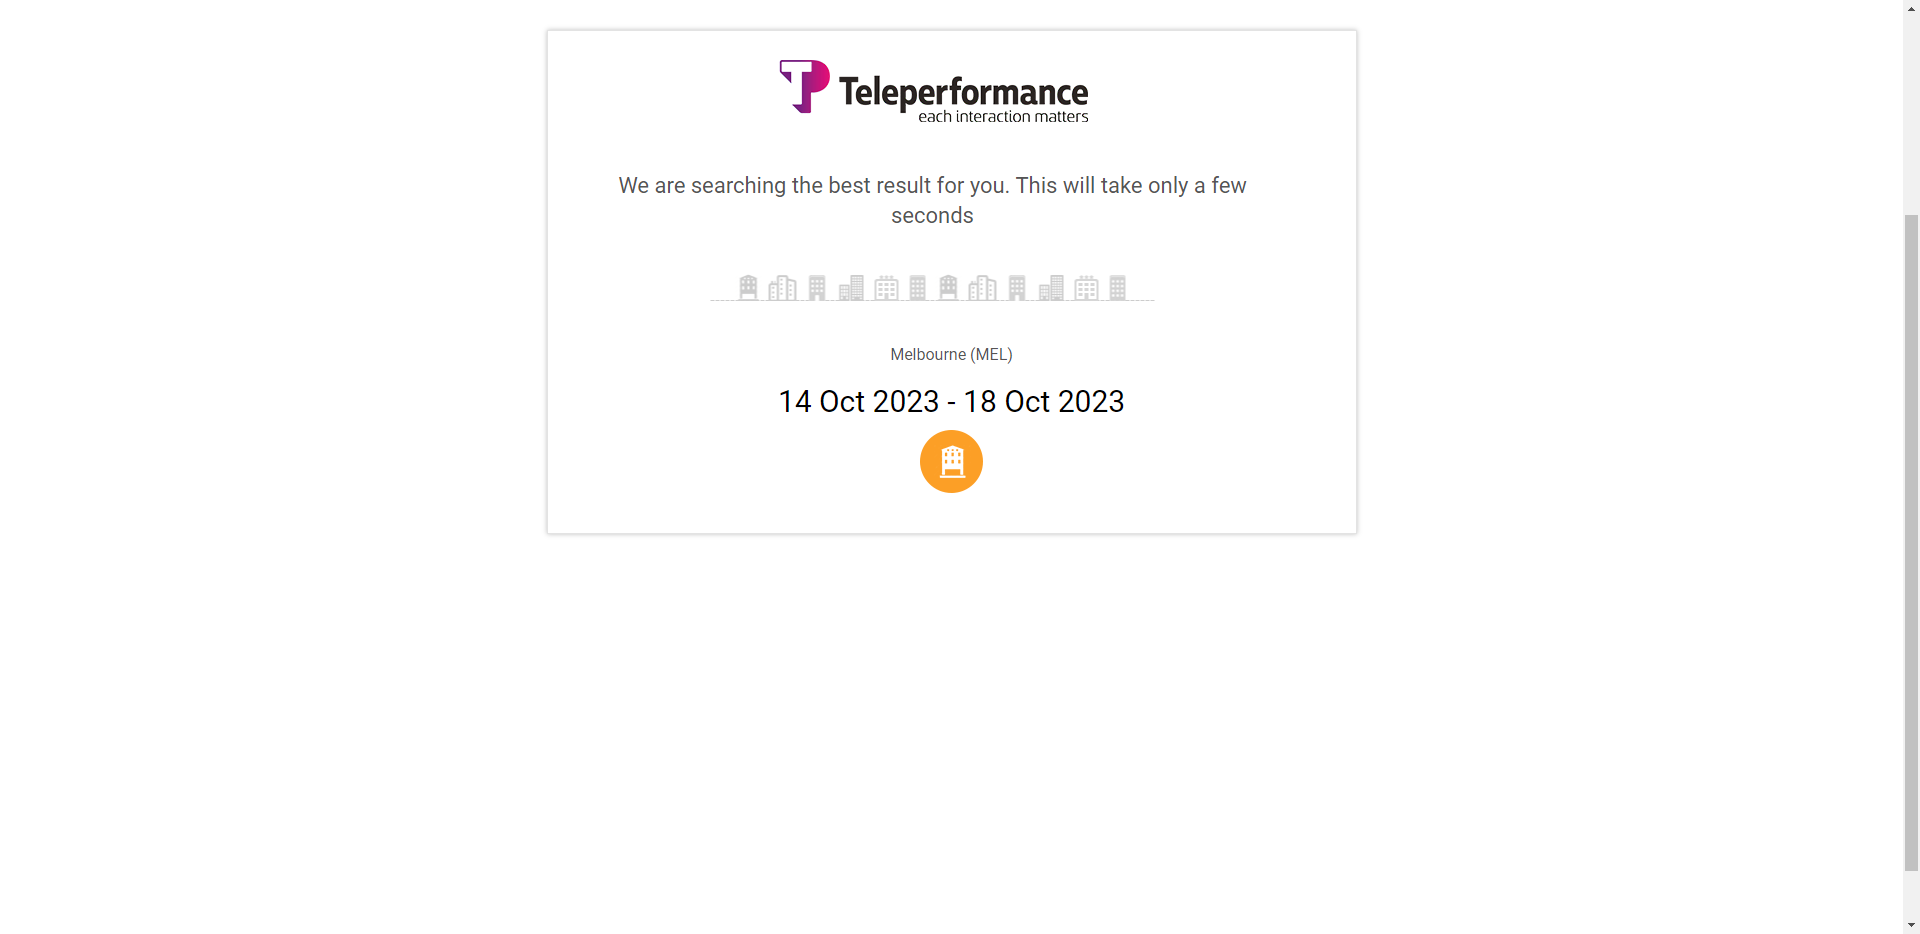 Teleperformance
each interaction matters
We are searching the best result for you. This will take only a few
seconds
Melbourne (MEL)
14 Oct 2023 - 18 Oct 2023